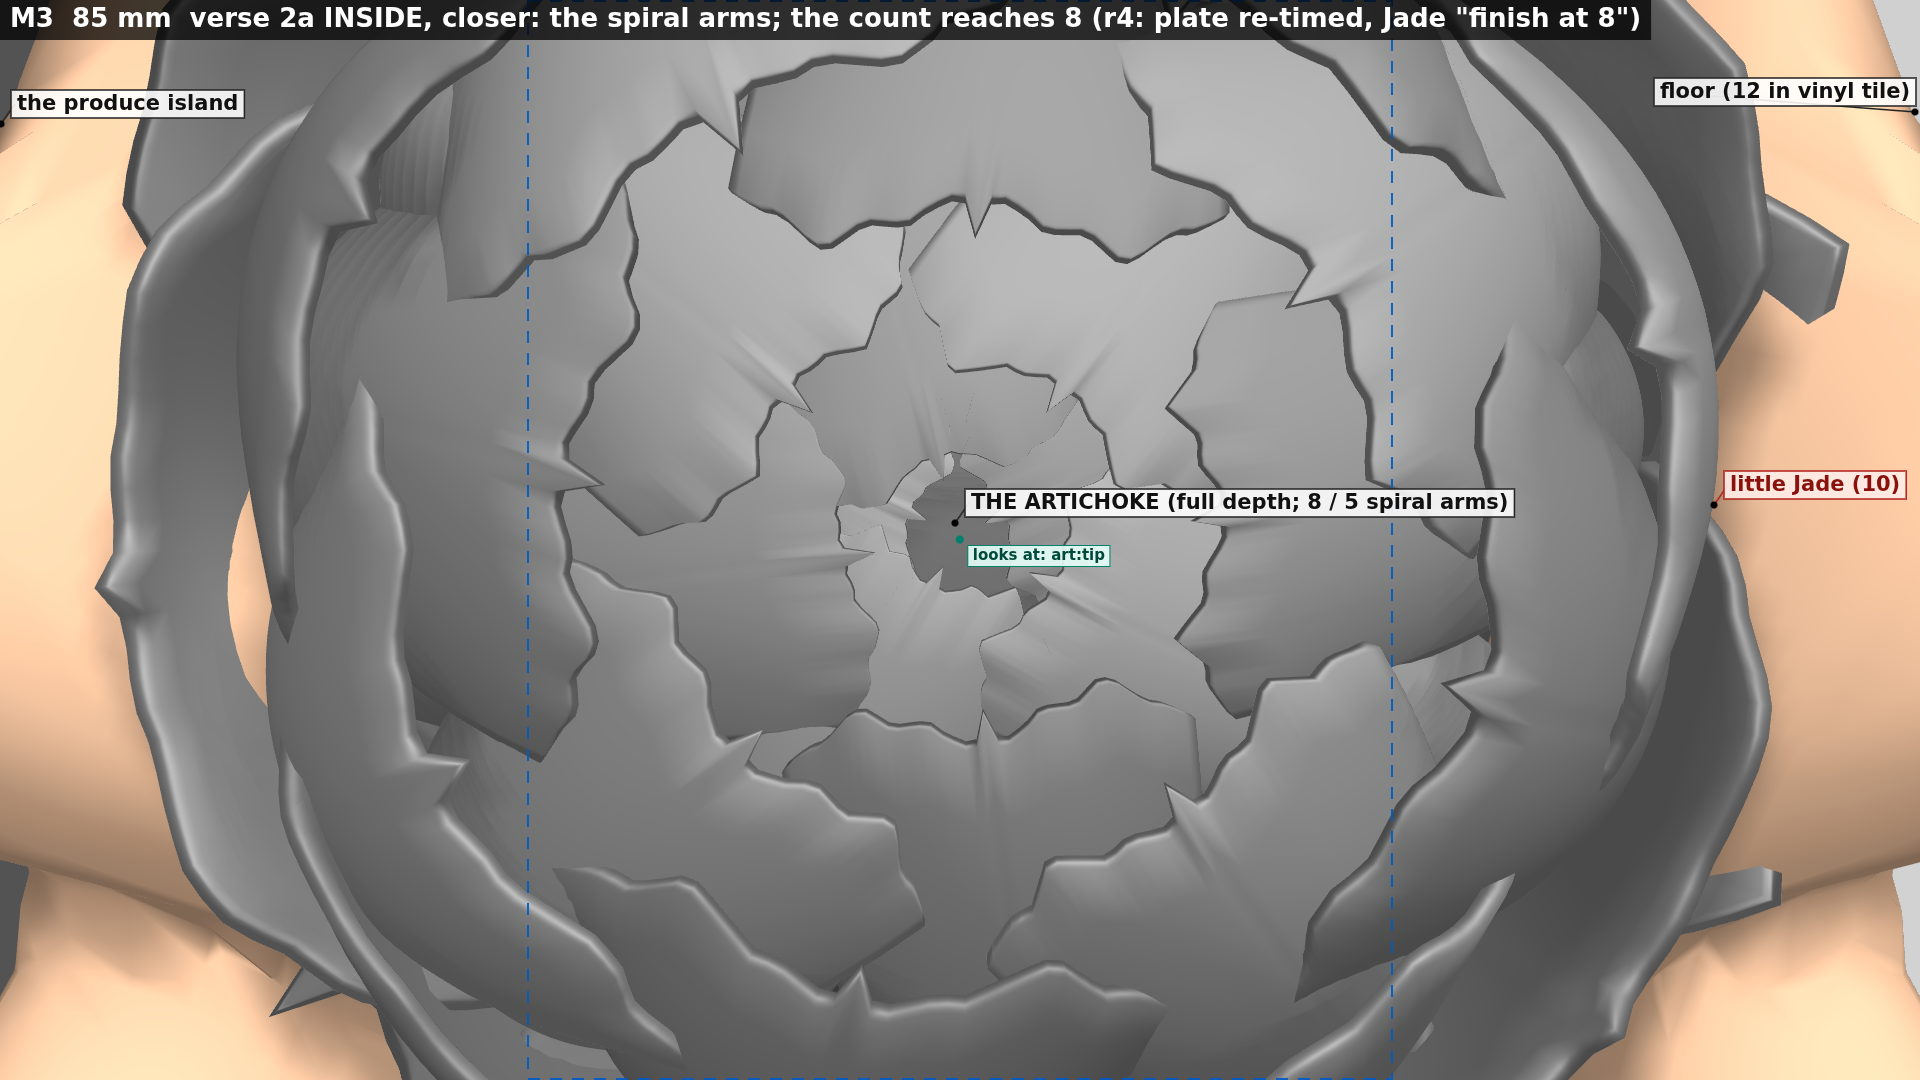 M3  85 mm  verse 2a INSIDE, closer: the spiral arms; the count reaches 8 (r4: plate re-timed, Jade "finish at 8")
the produce island
floor (12 in vinyl tile)
little Jade (10)
THE ARTICHOKE (full depth; 8 / 5 spiral arms)
looks at: art:tip